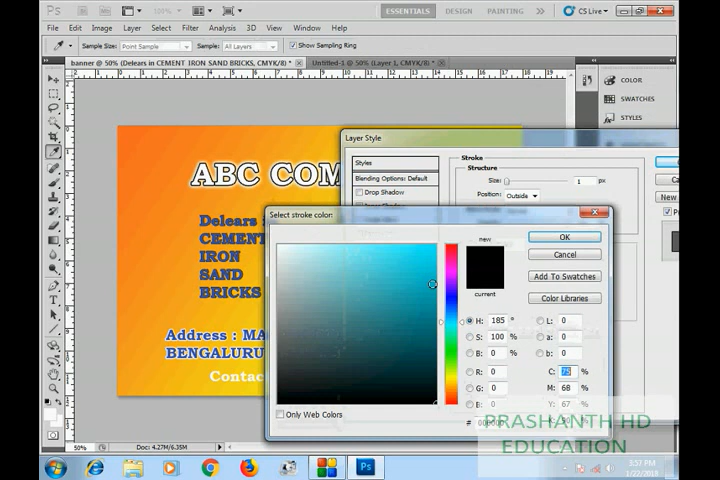 Ps
100%
ESSENTIALS
DESIGN
PAINTING
CS Live
File
Edit
Image
Layer
Select
Filter
Analysis
3D
View
Window
Help
Sample Size: Point Sample
Sample: All Layers
Show Sampling Ring
banner @ 50% (Delears in CEMENT IRON SAND BRICKS, CMYK/8) *
Untitled-1 @ 50% (Layer 1, CMYK/8) *
COLOR
SWATCHES
STYLES
ABC COM
Delears
CEMENT
IRON
SAND
BRICKS
Address : MA
BENGALURU
Contac
Layer Style
Styles
Blending Options: Default
Drop Shadow
Stroke
Structure
Size:
1
px
Position: Outside
New
Select stroke color:
new
current
OK
Cancel
Add To Swatches
Color Libraries
H: 185 °
S: 100 %
B: 0 %
R: 0
G: 0
B: 0
L: 0
a: 0
b: 0
C: 75 %
M: 68 %
Y: 67 %
# 000000
Only Web Colors
50%
Doc: 4.27M/6.35M
PRASHANTH HD
EDUCATION
3:57 PM
1/22/2018